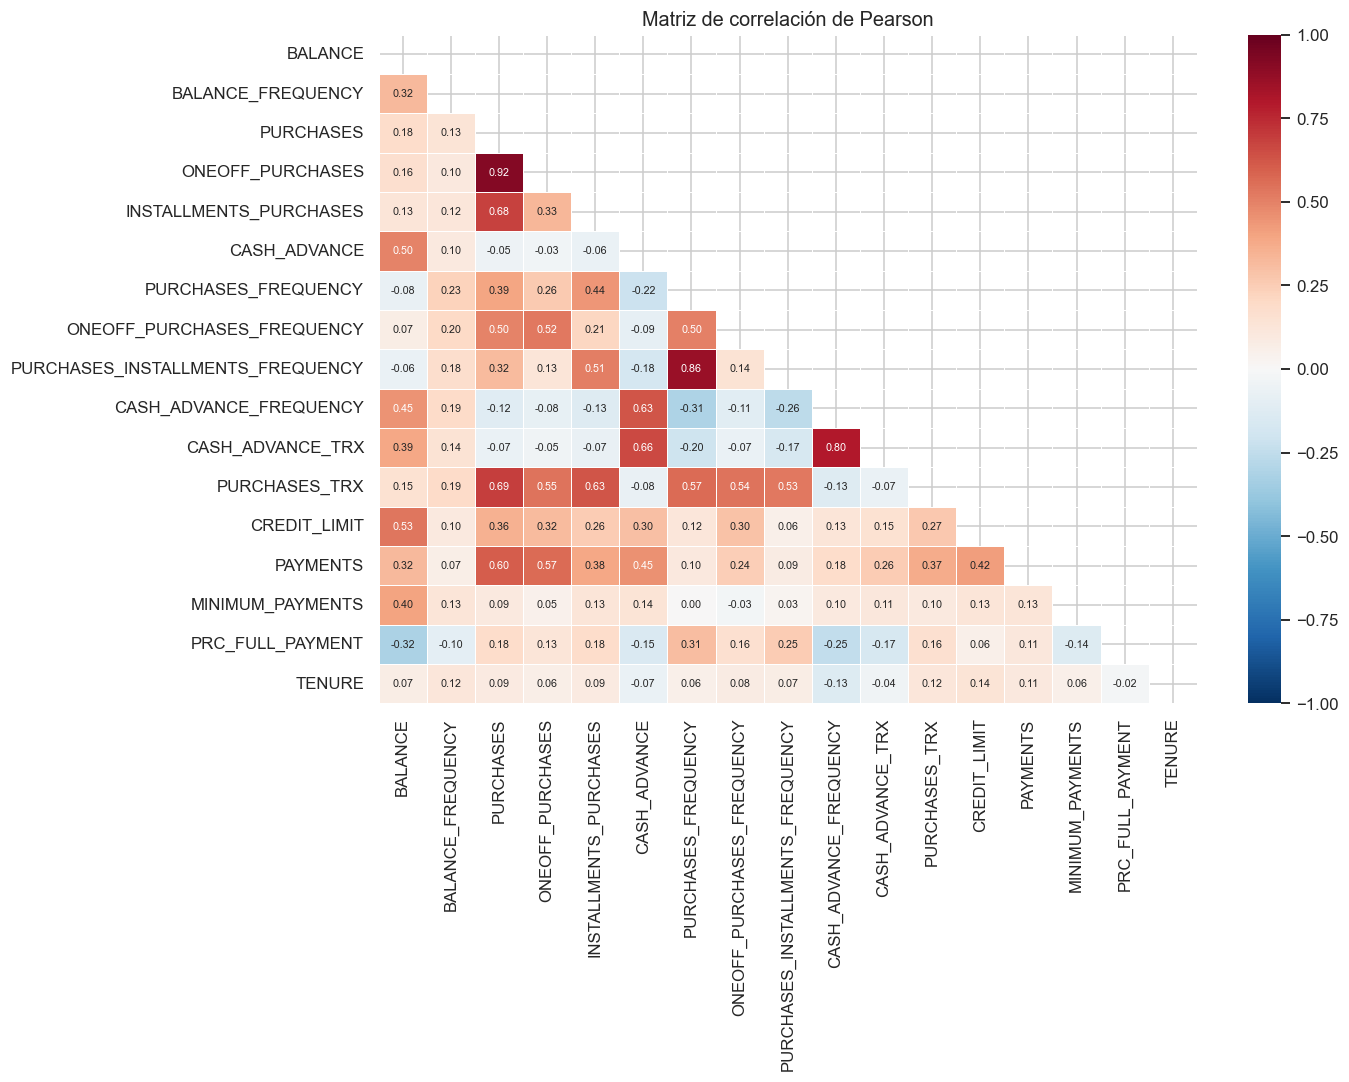 Matriz de correlación de Pearson
BALANCE
BALANCE_FREQUENCY 0.32
PURCHASES 0.18 0.13
ONEOFF_PURCHASES 0.16 0.10 0.92
INSTALLMENTS_PURCHASES 0.13 0.12 0.68 0.33
CASH_ADVANCE 0.50 0.10 -0.05 -0.03 -0.06
PURCHASES_FREQUENCY -0.08 0.23 0.39 0.26 0.44 -0.22
ONEOFF_PURCHASES_FREQUENCY 0.07 0.20 0.50 0.52 0.21 -0.09 0.50
PURCHASES_INSTALLMENTS_FREQUENCY -0.06 0.18 0.32 0.13 0.51 -0.18 0.86 0.14
CASH_ADVANCE_FREQUENCY 0.45 0.19 -0.12 -0.08 -0.13 0.63 -0.31 -0.11 -0.26
CASH_ADVANCE_TRX 0.39 0.14 -0.07 -0.05 -0.07 0.66 -0.20 -0.07 -0.17 0.80
PURCHASES_TRX 0.15 0.19 0.69 0.55 0.63 -0.08 0.57 0.54 0.53 -0.13 -0.07
CREDIT_LIMIT 0.53 0.10 0.36 0.32 0.26 0.30 0.12 0.30 0.06 0.13 0.15 0.27
PAYMENTS 0.32 0.07 0.60 0.57 0.38 0.45 0.10 0.24 0.09 0.18 0.26 0.37 0.42
MINIMUM_PAYMENTS 0.40 0.13 0.09 0.05 0.13 0.14 0.00 -0.03 0.03 0.10 0.11 0.10 0.13 0.13
PRC_FULL_PAYMENT -0.32 -0.10 0.18 0.13 0.18 -0.15 0.31 0.16 0.25 -0.25 -0.17 0.16 0.06 0.11 -0.14
TENURE 0.07 0.12 0.09 0.06 0.09 -0.07 0.06 0.08 0.07 -0.13 -0.04 0.12 0.14 0.11 0.06 -0.02
BALANCE
BALANCE_FREQUENCY
PURCHASES
ONEOFF_PURCHASES
INSTALLMENTS_PURCHASES
CASH_ADVANCE
PURCHASES_FREQUENCY
ONEOFF_PURCHASES_FREQUENCY
PURCHASES_INSTALLMENTS_FREQUENCY
CASH_ADVANCE_FREQUENCY
CASH_ADVANCE_TRX
PURCHASES_TRX
CREDIT_LIMIT
PAYMENTS
MINIMUM_PAYMENTS
PRC_FULL_PAYMENT
TENURE
1.00
0.75
0.50
0.25
0.00
−0.25
−0.50
−0.75
−1.00